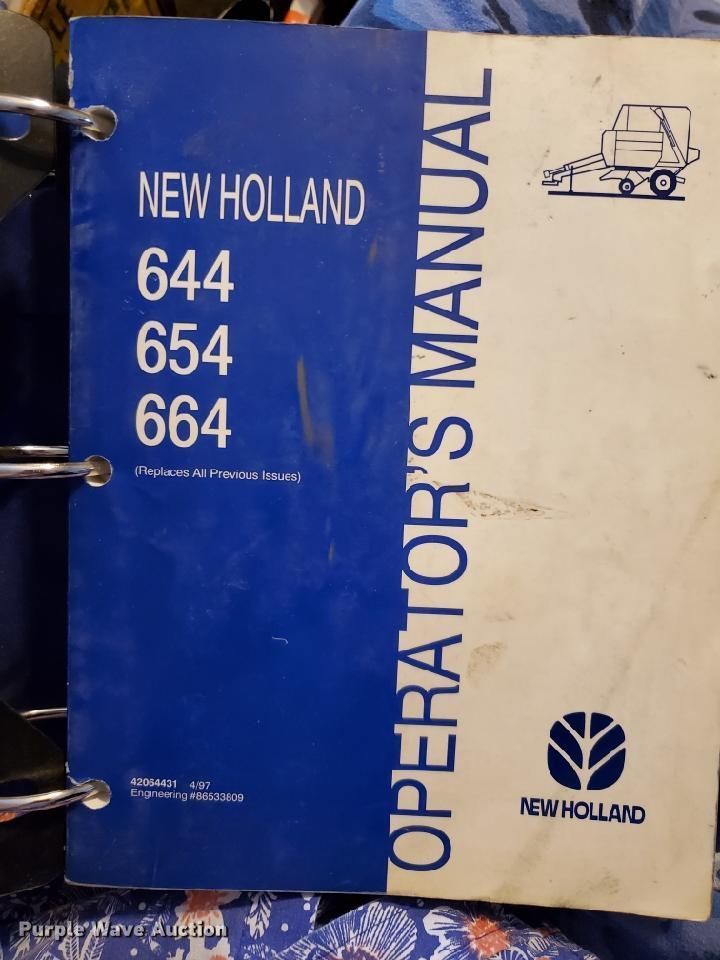 NEW HOLLAND
644
654
664
(Replaces All Previous Issues)
42064431 4/97
Engineering #86533809
OPERATOR'S MANUAL
NEW HOLLAND
Purple Wave Auction